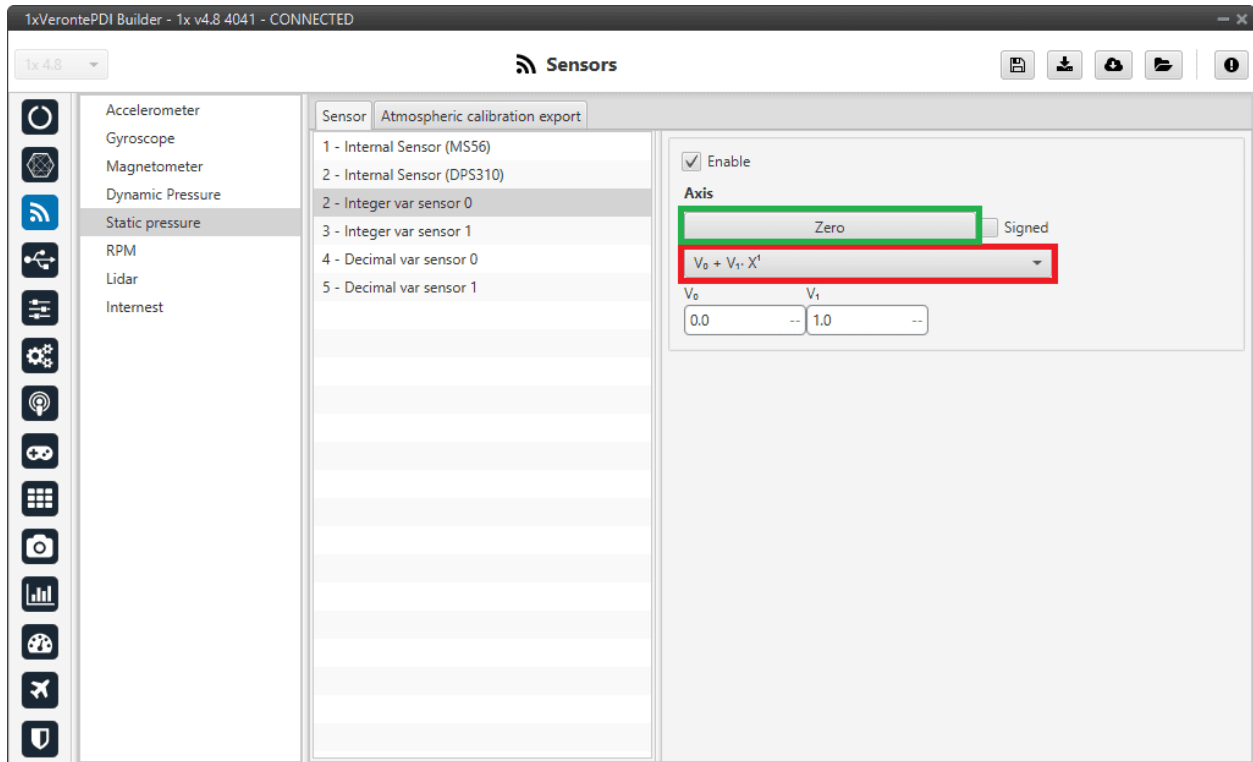 1xVerontePDI Builder - 1x v4.8 4041 - CONNECTED
1x 4.8
Sensors
Accelerometer
Gyroscope
Magnetometer
Dynamic Pressure
Static pressure
RPM
Lidar
Internest
Sensor
Atmospheric calibration export
1 - Internal Sensor (MS56)
2 - Internal Sensor (DPS310)
2 - Integer var sensor 0
3 - Integer var sensor 1
4 - Decimal var sensor 0
5 - Decimal var sensor 1
Enable
Axis
Zero
Signed
V₀ + V₁· X¹
V₀ V₁
0.0 -- 1.0 --